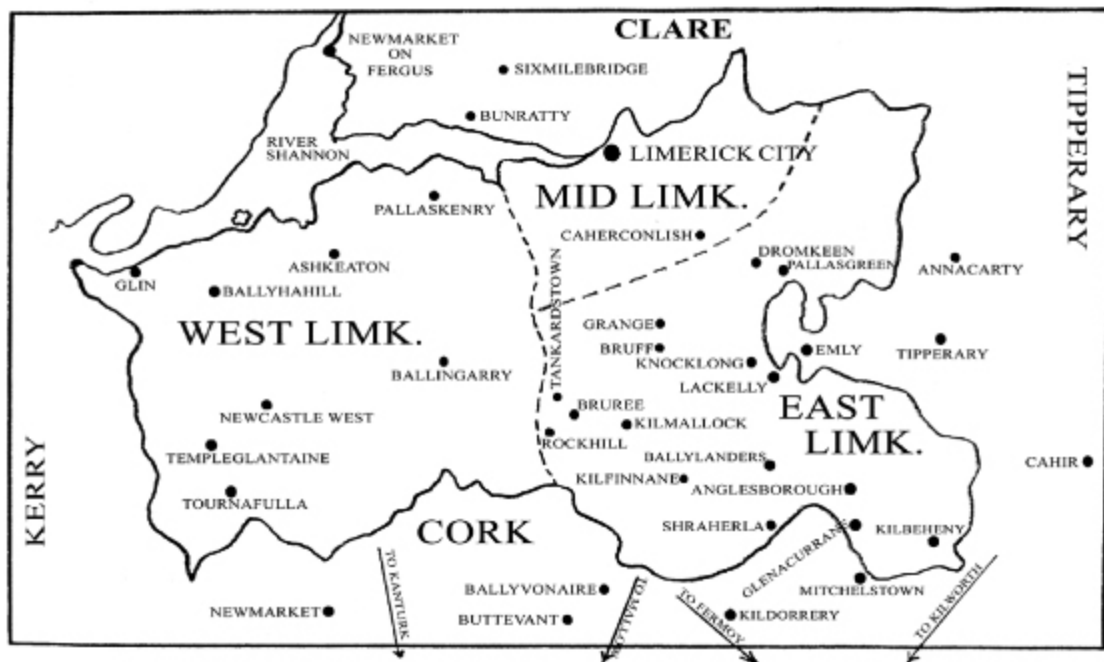 CLARE
NEWMARKET
ON
FERGUS
SIXMILEBRIDGE
BUNRATTY
TIPPERARY
RIVER
SHANNON
LIMERICK CITY
MID LIMK.
PALLASKENRY
CAHERCONLISH
DROMKEEN
PALLASGREEN
ANNACARTY
ASHKEATON
GLIN
BALLYHAHILL
TANKARDSTOWN
WEST LIMK.
GRANGE
BRUFF
EMLY
TIPPERARY
KNOCKLONG
BALLINGARRY
LACKELLY
EAST
LIMK.
NEWCASTLE WEST
BRUREE
KILMALLOCK
ROCKHILL
TEMPLEGLANTAINE
BALLYLANDERS
CAHIR
KILFINNANE
ANGLESBOROUGH
TOURNAFULLA
KERRY
CORK
SHRAHERLA
GLENACURRANE
KILBEHENY
TO KANTURK
BALLYVONAIRE
TO MALLOW
MITCHELSTOWN
NEWMARKET
BUTTEVANT
TO FERMOY
KILDORRERY
TO KILWORTH